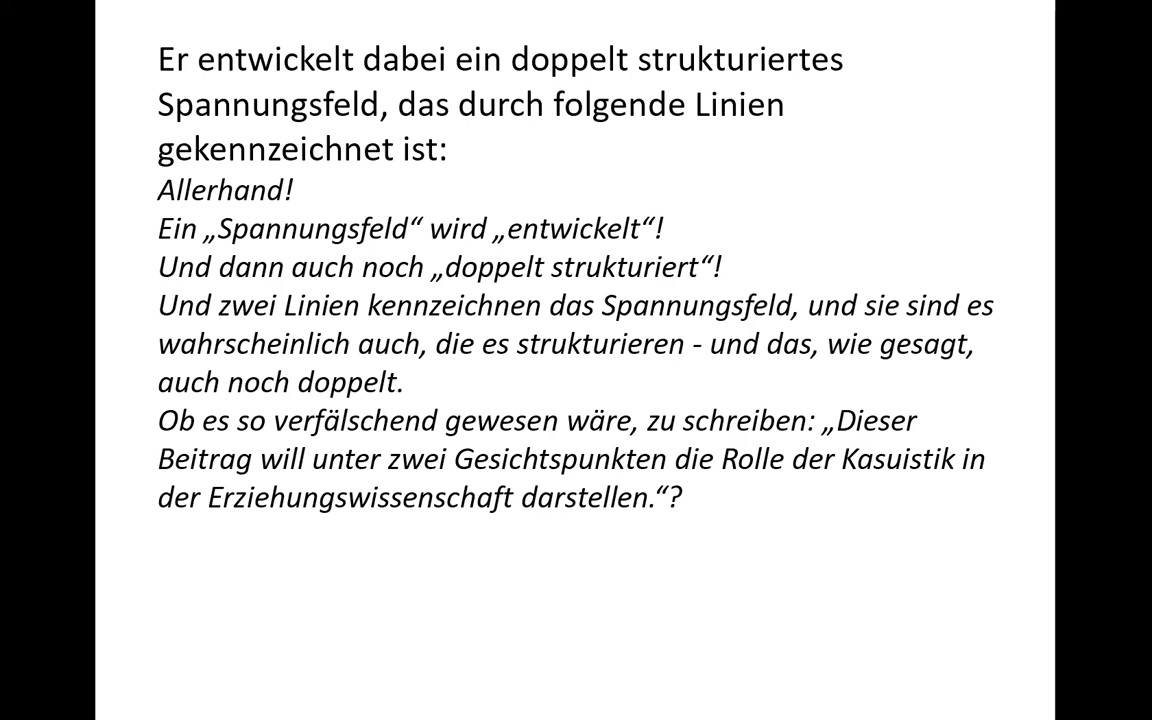 Er entwickelt dabei ein doppelt strukturiertes
Spannungsfeld, das durch folgende Linien
gekennzeichnet ist:
Allerhand!
Ein „Spannungsfeld“ wird „entwickelt“!
Und dann auch noch „doppelt strukturiert“!
Und zwei Linien kennzeichnen das Spannungsfeld, und sie sind es
wahrscheinlich auch, die es strukturieren - und das, wie gesagt,
auch noch doppelt.
Ob es so verfälschend gewesen wäre, zu schreiben: „Dieser
Beitrag will unter zwei Gesichtspunkten die Rolle der Kasuistik in
der Erziehungswissenschaft darstellen.“?